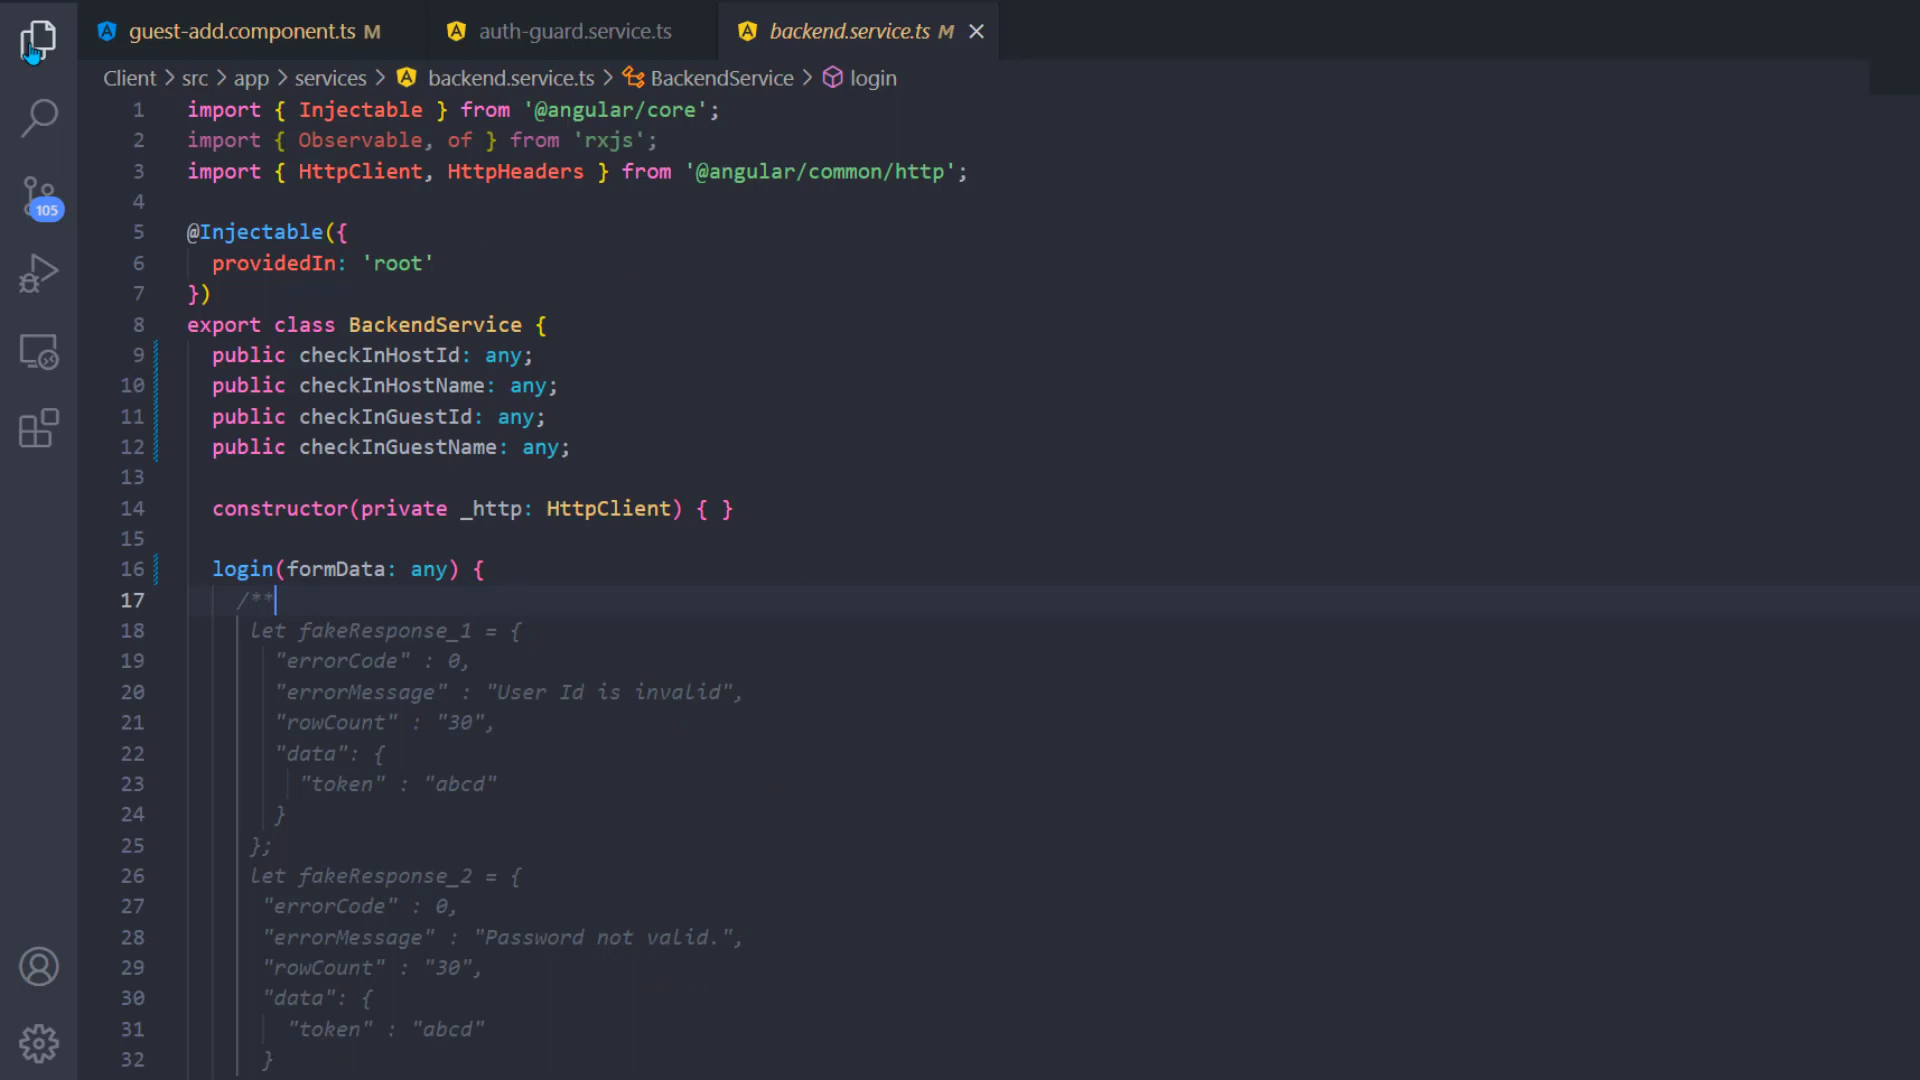 guest-add.component.ts M auth-guard.service.ts backend.service.ts M
Client > src > app > services > backend.service.ts > BackendService > login
1 import { Injectable } from '@angular/core';
2 import { Observable, of } from 'rxjs';
3 import { HttpClient, HttpHeaders } from '@angular/common/http';
4
105
5 @Injectable({
6 providedIn: 'root'
7 })
8 export class BackendService {
9 public checkInHostId: any;
10 public checkInHostName: any;
11 public checkInGuestId: any;
12 public checkInGuestName: any;
13
14 constructor(private _http: HttpClient) { }
15
16 login(formData: any) {
17 /**
18 let fakeResponse_1 = {
19 "errorCode" : 0,
20 "errorMessage" : "User Id is invalid",
21 "rowCount" : "30",
22 "data": {
23 "token" : "abcd"
24 }
25 };
26 let fakeResponse_2 = {
27 "errorCode" : 0,
28 "errorMessage" : "Password not valid.",
29 "rowCount" : "30",
30 "data": {
31 "token" : "abcd"
32 }